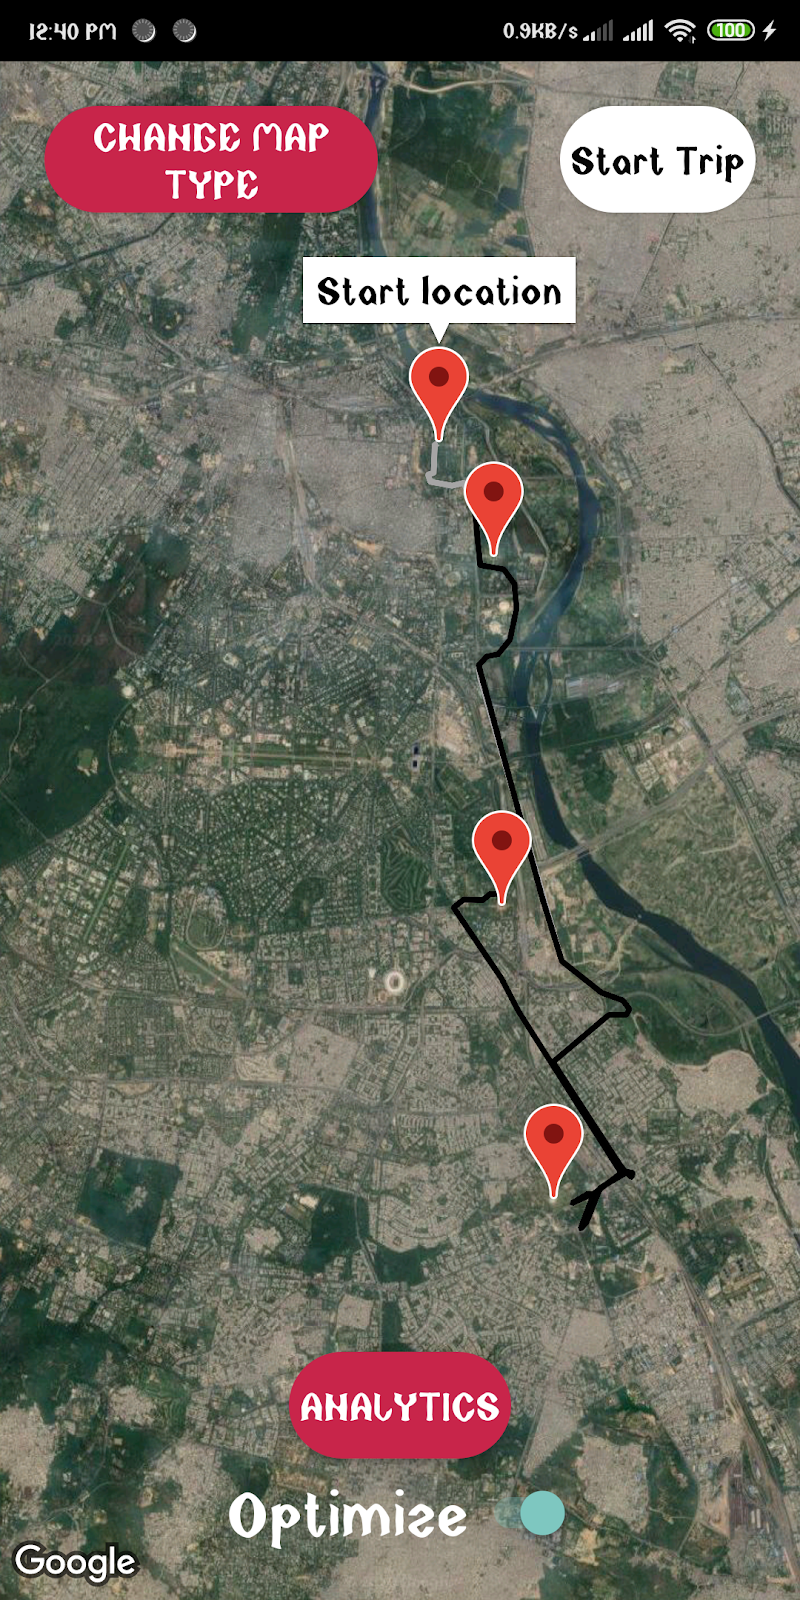 12:40 PM
0.9KB/s
100
CHANGE MAP
TYPE
Start Trip
Start location
ANALYTICS
Optimize
Google